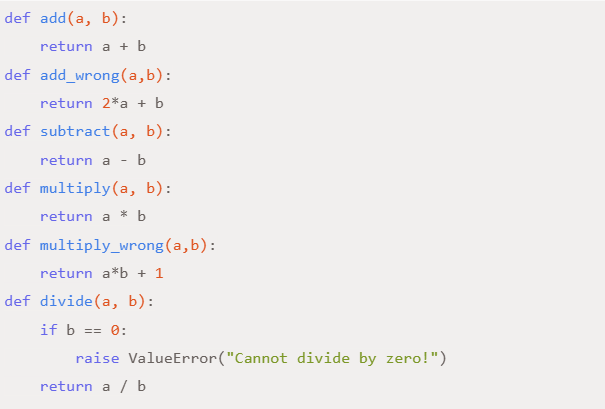 def add(a, b):
    return a + b
def add_wrong(a,b):
    return 2*a + b
def subtract(a, b):
    return a - b
def multiply(a, b):
    return a * b
def multiply_wrong(a,b):
    return a*b + 1
def divide(a, b):
    if b == 0:
        raise ValueError("Cannot divide by zero!")
    return a / b